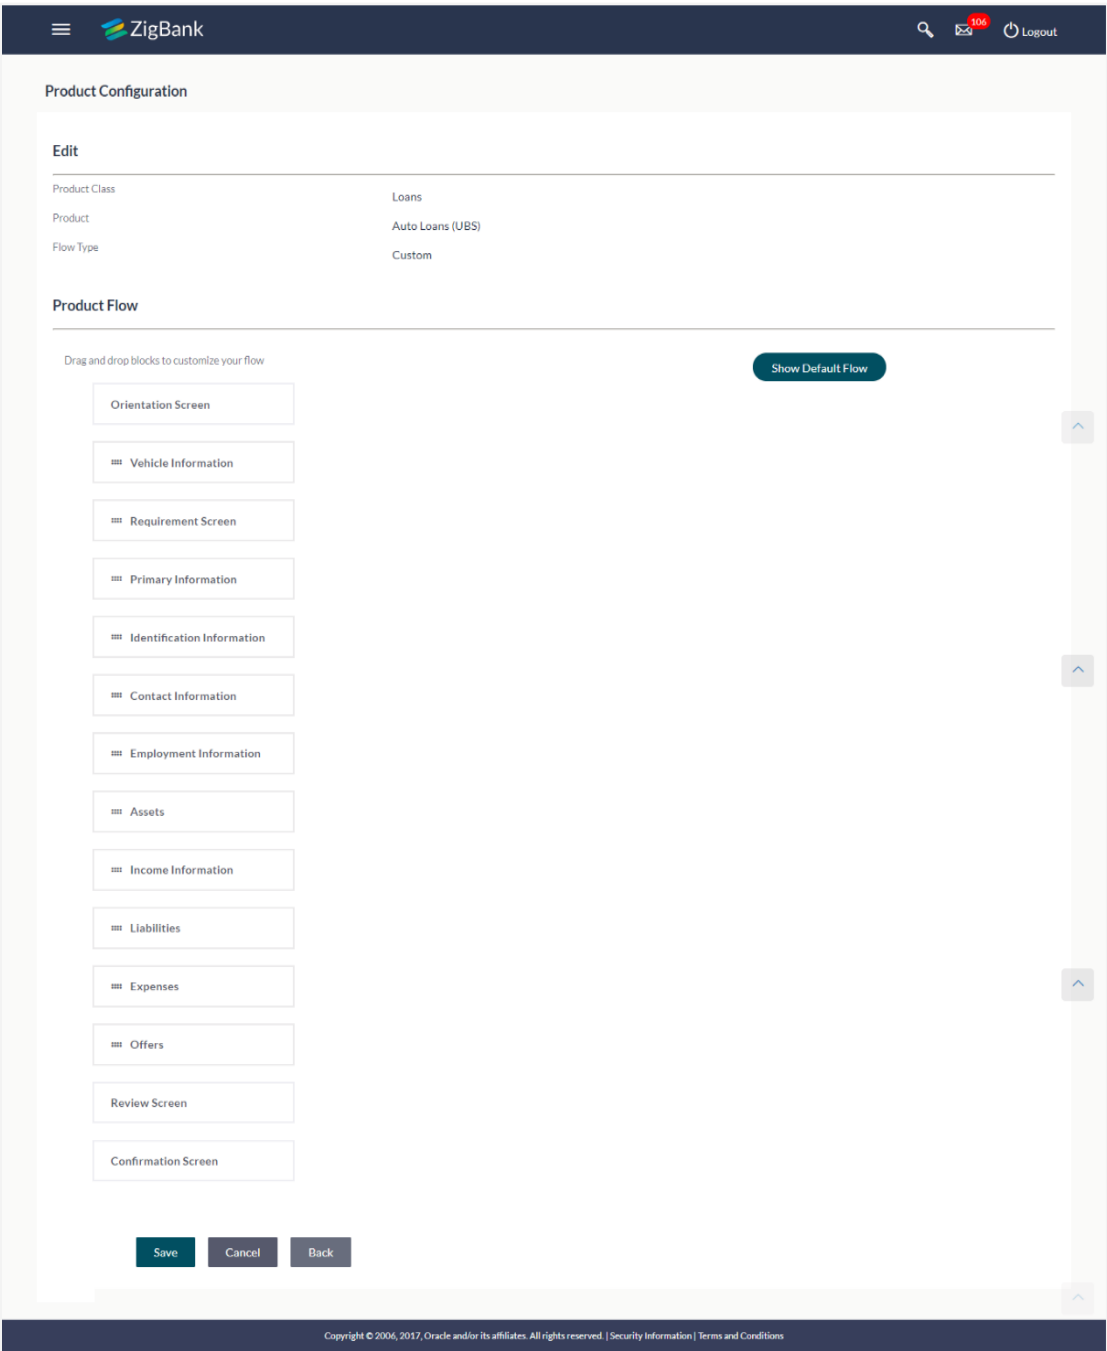 ZigBank
106
Logout
Product Configuration
Edit
Product Class
Loans
Product
Auto Loans (UBS)
Flow Type
Custom
Product Flow
Drag and drop blocks to customize your flow
Show Default Flow
Orientation Screen
Vehicle Information
Requirement Screen
Primary Information
Identification Information
Contact Information
Employment Information
Assets
Income Information
Liabilities
Expenses
Offers
Review Screen
Confirmation Screen
Save Cancel Back
Copyright © 2006, 2017, Oracle and/or its affiliates. All rights reserved. | Security Information | Terms and Conditions